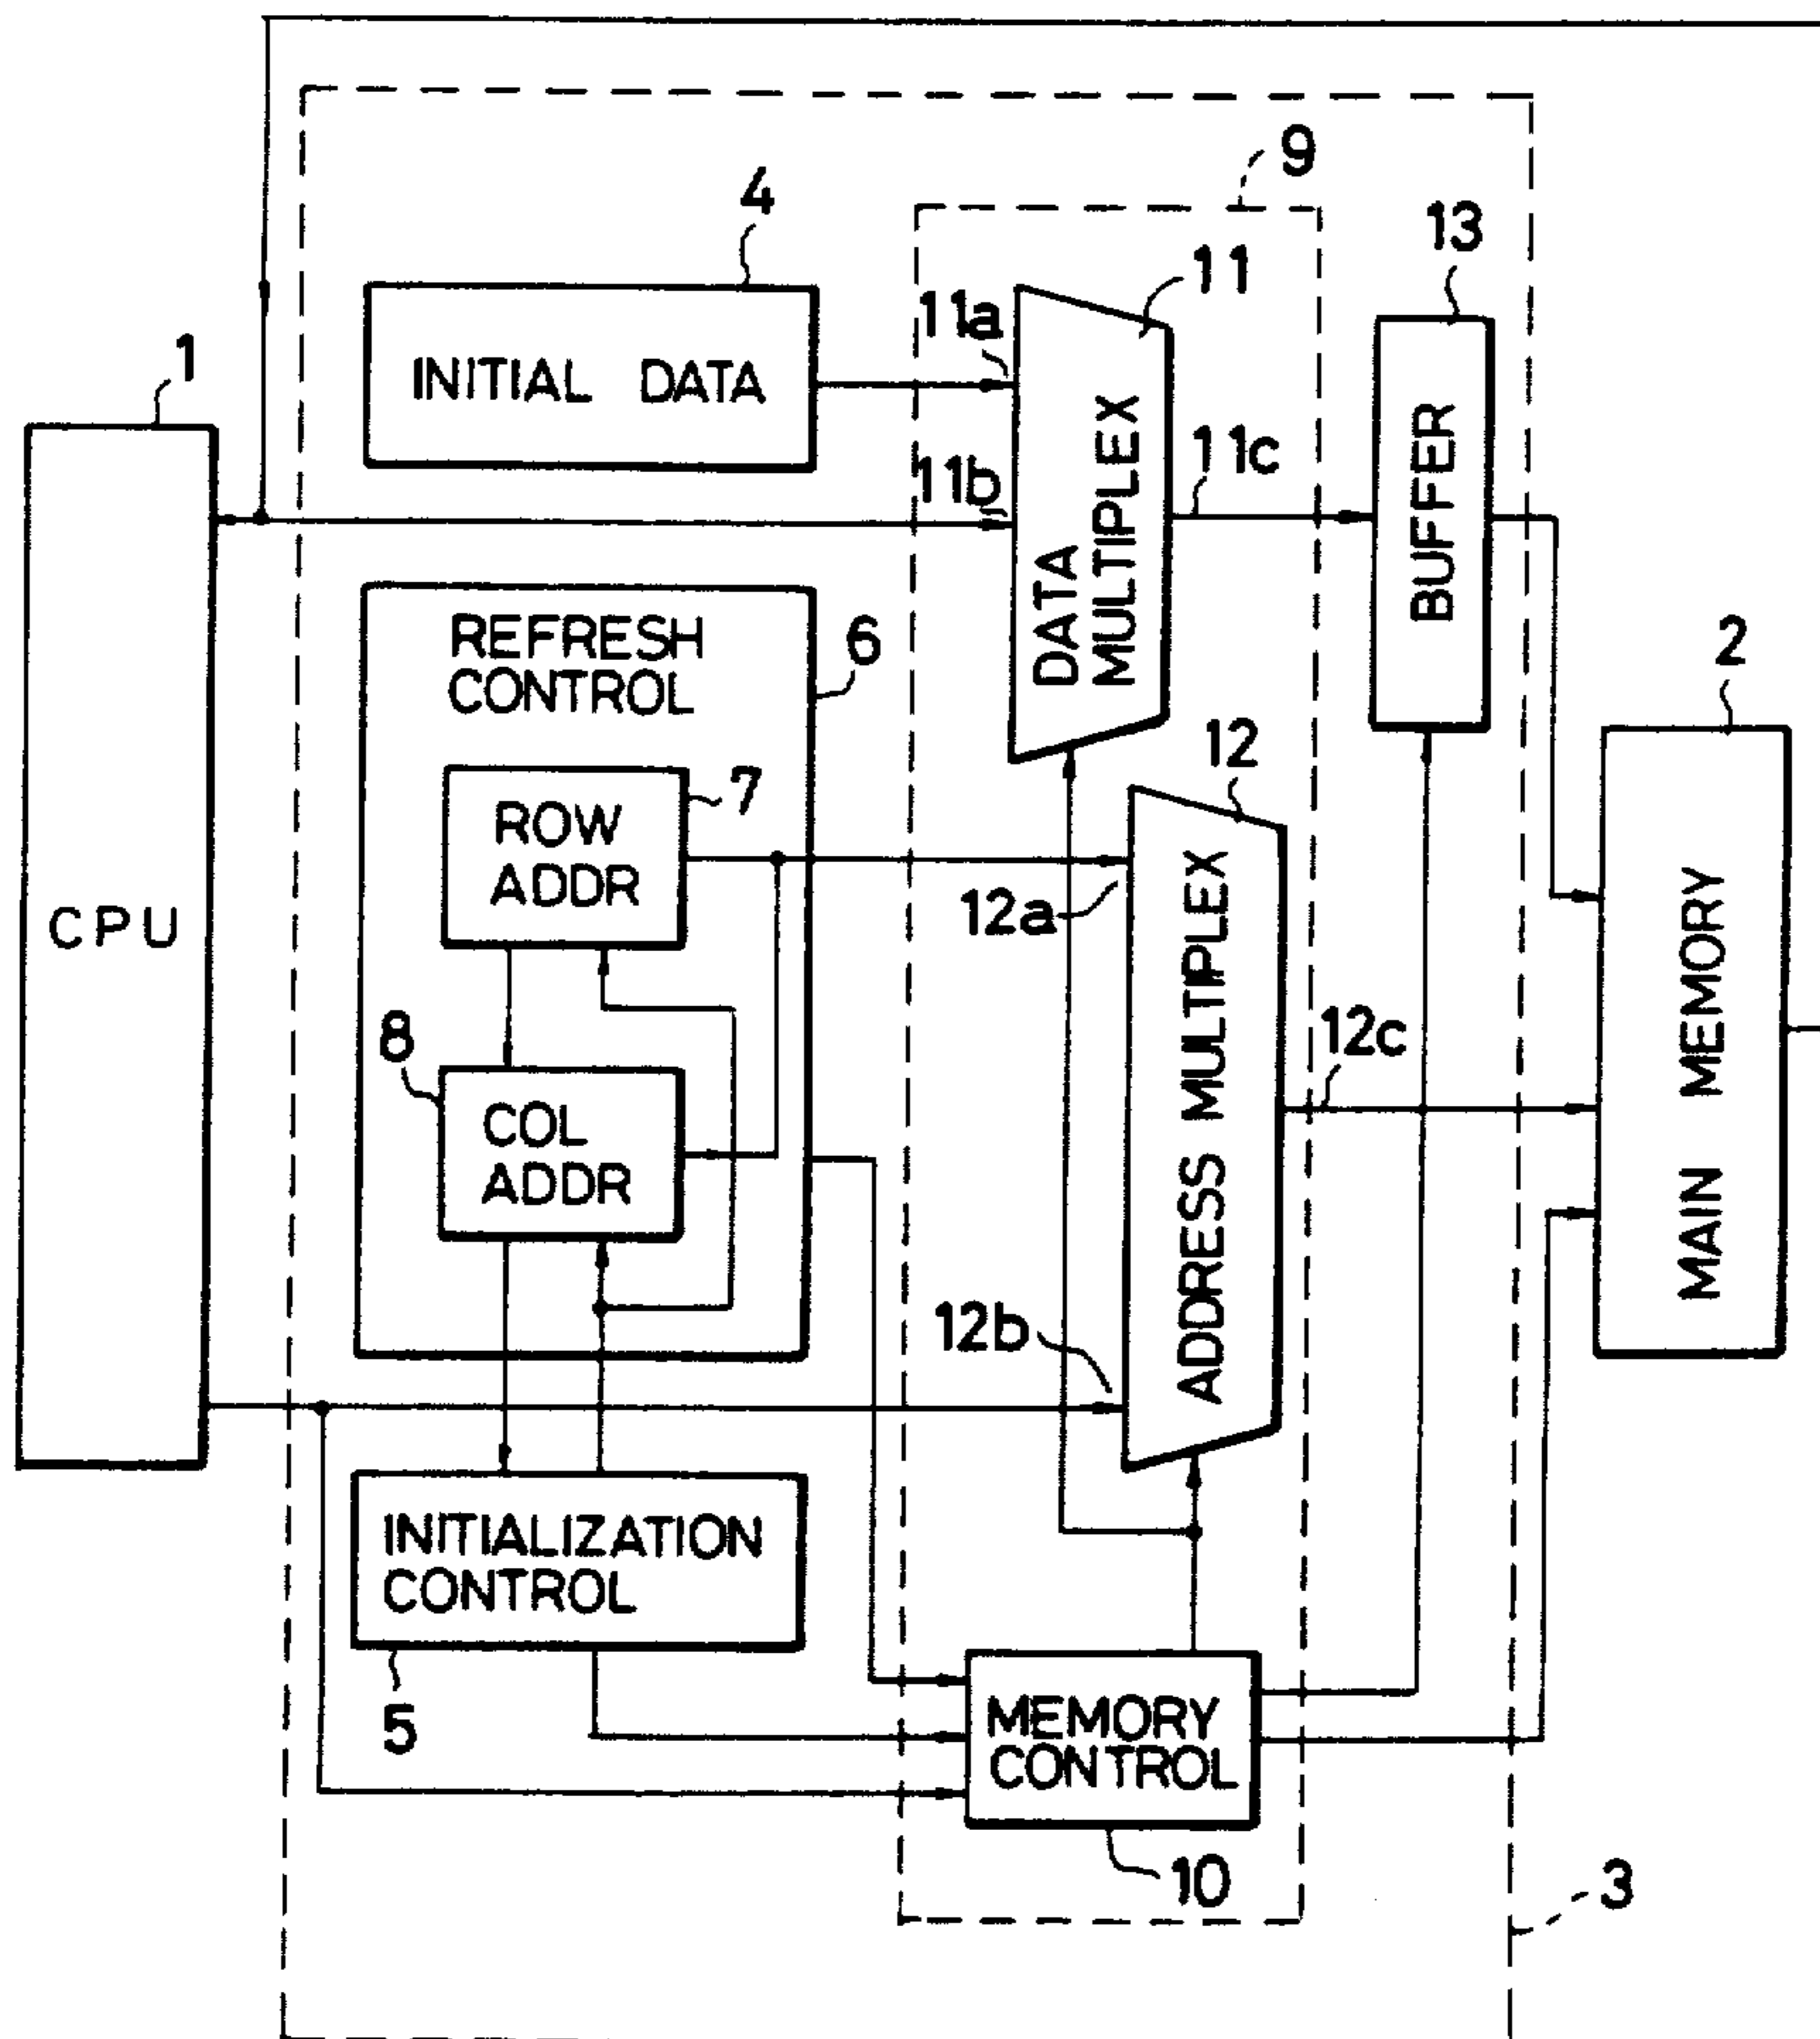 9
4
13
11
1
11a
INITIAL DATA
11b
11c
DATA
MULTIPLEX
BUFFER
REFRESH
CONTROL
6
2
12
7
ROW
ADDR
12a
CPU
8
COL
ADDR
ADDRESS MULTIPLEX
12c
MAIN MEMORY
12b
INITIALIZATION
CONTROL
5
MEMORY
CONTROL
10
3